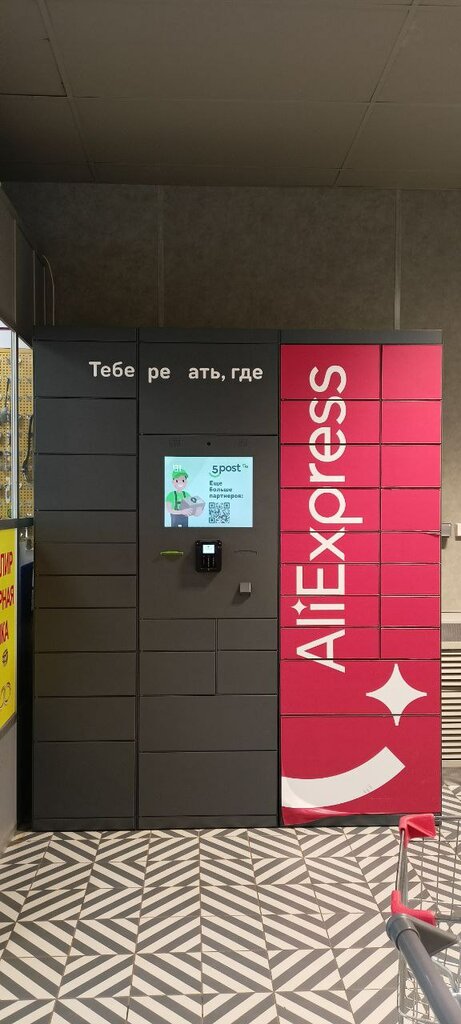 Тебе ре ать, где
5post
Еще
больше
партнеров:
AliExpress